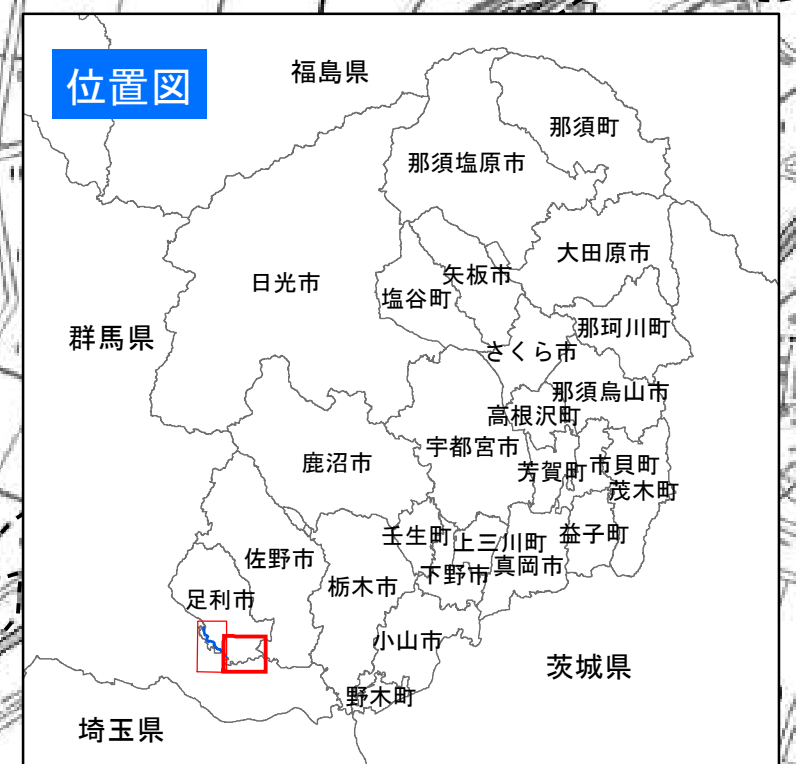 位置図
福島県
那須町
那須塩原市
大田原市
日光市
矢板市
塩谷町
那珂川町
群馬県
さくら市
那須烏山市
高根沢町
宇都宮市
鹿沼市
芳賀町
市貝町
茂木町
壬生町
上三川町
益子町
佐野市
真岡市
下野市
栃木市
足利市
小山市
茨城県
野木町
埼玉県